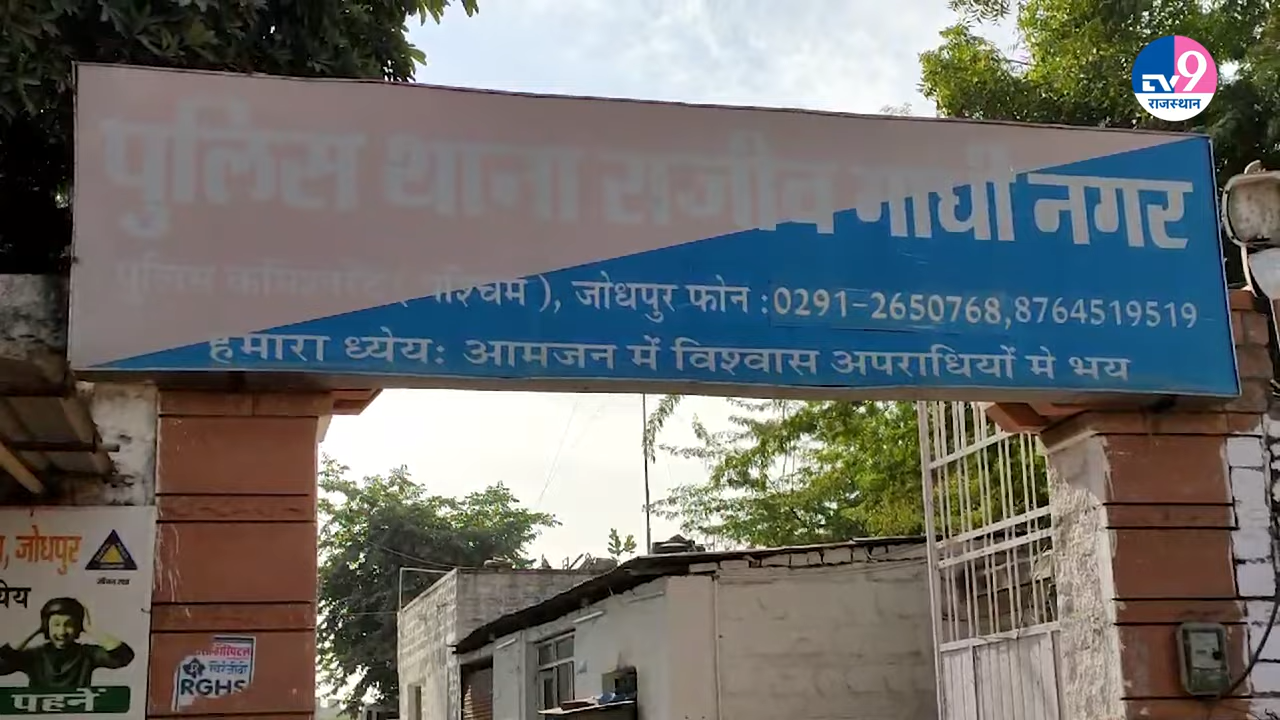 TV9
राजस्थान
पुलिस थाना राजीव गांधी नगर
पुलिस कमिश्नरेट ( पश्चिम ), जोधपुर फोन :0291-2650768,8764519519
हमारा ध्येय: आमजन में विश्वास अपराधियों मे भय
, जोधपुर
पहनें
RGHS